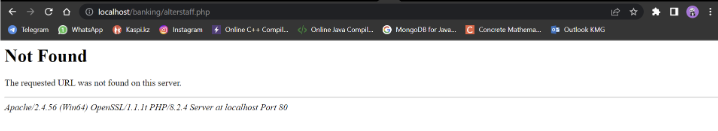 localhost/banking/alterstaff.php
Telegram WhatsApp Kaspi.kz Instagram Online C++ Compil... Online Java Compil... MongoDB for Java... Concrete Mathema... Outlook KMG
Not Found
The requested URL was not found on this server.
Apache/2.4.56 (Win64) OpenSSL/1.1.1t PHP/8.2.4 Server at localhost Port 80